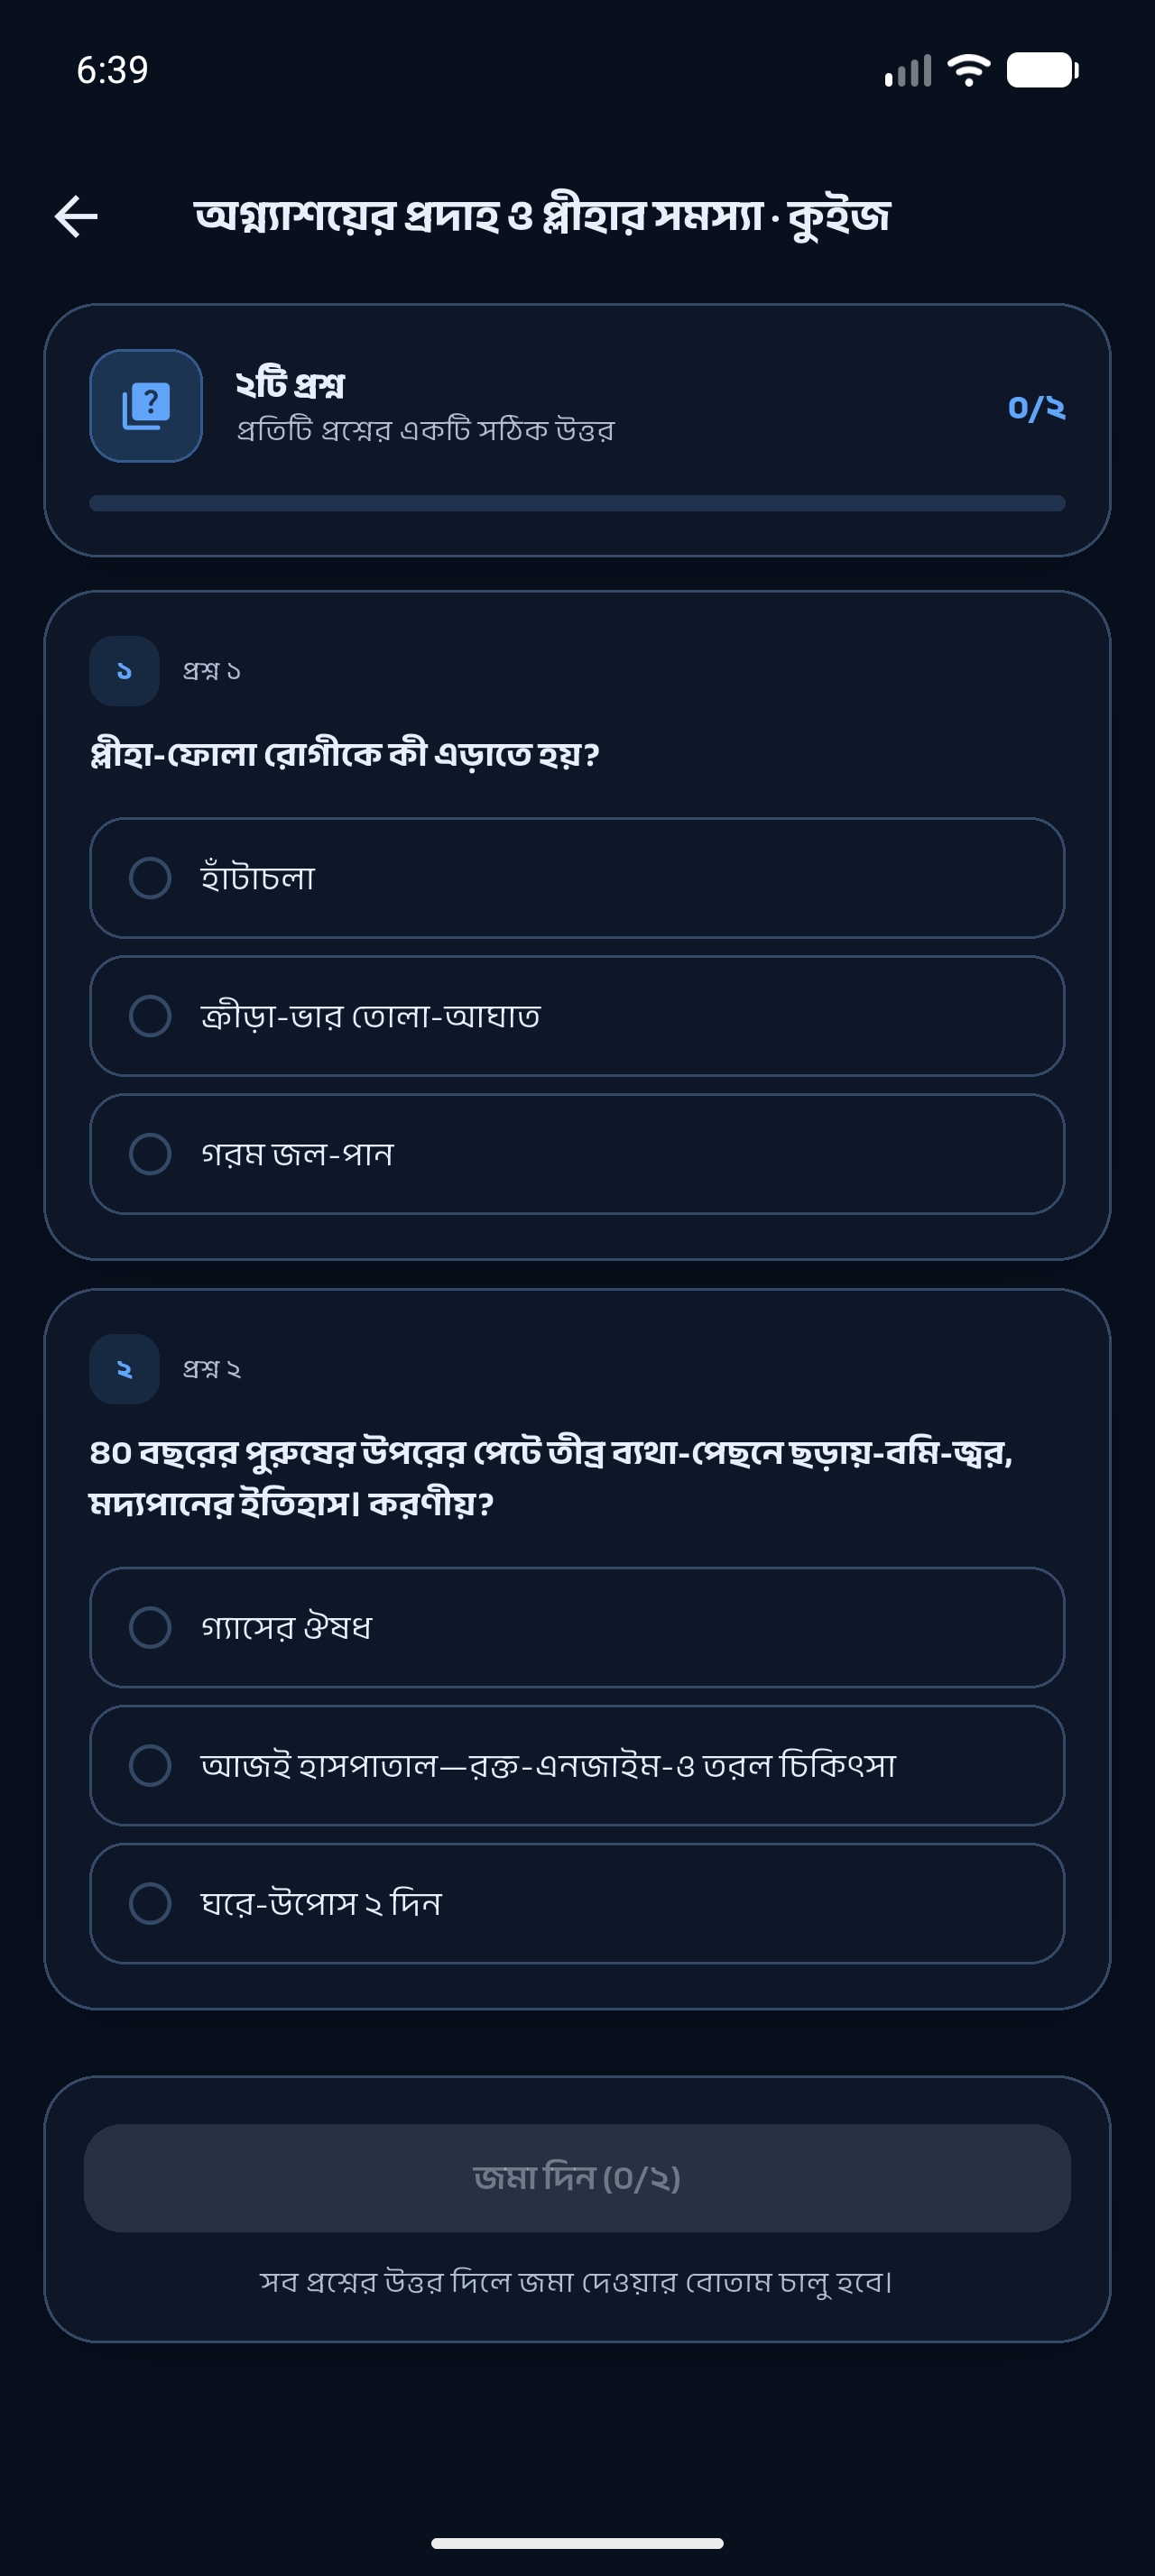 6:39
অগ্ন্যাশয়ের প্রদাহ ও প্লীহার সমস্যা · কুইজ
২টি প্রশ্ন
প্রতিটি প্রশ্নের একটি সঠিক উত্তর
০/২
১
প্রশ্ন ১
প্লীহা-ফোলা রোগীকে কী এড়াতে হয়?
হাঁটাচলা
ক্রীড়া-ভার তোলা-আঘাত
গরম জল-পান
২
প্রশ্ন ২
৪০ বছরের পুরুষের উপরের পেটে তীব্র ব্যথা-পেছনে ছড়ায়-বমি-জ্বর,
মদ্যপানের ইতিহাস। করণীয়?
গ্যাসের ঔষধ
আজই হাসপাতাল—রক্ত-এনজাইম-ও তরল চিকিৎসা
ঘরে-উপোস ২ দিন
জমা দিন (০/২)
সব প্রশ্নের উত্তর দিলে জমা দেওয়ার বোতাম চালু হবে।